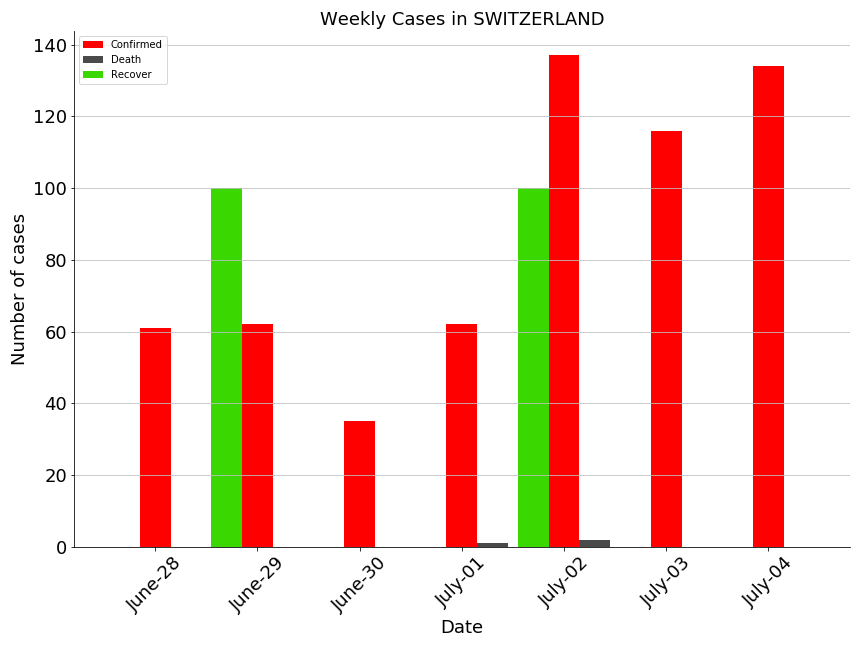 Weekly Cases in SWITZERLAND
Confirmed
Death
Recover
Number of cases
140
120
100
80
60
40
20
0
June-28
June-29
June-30
July-01
July-02
July-03
July-04
Date